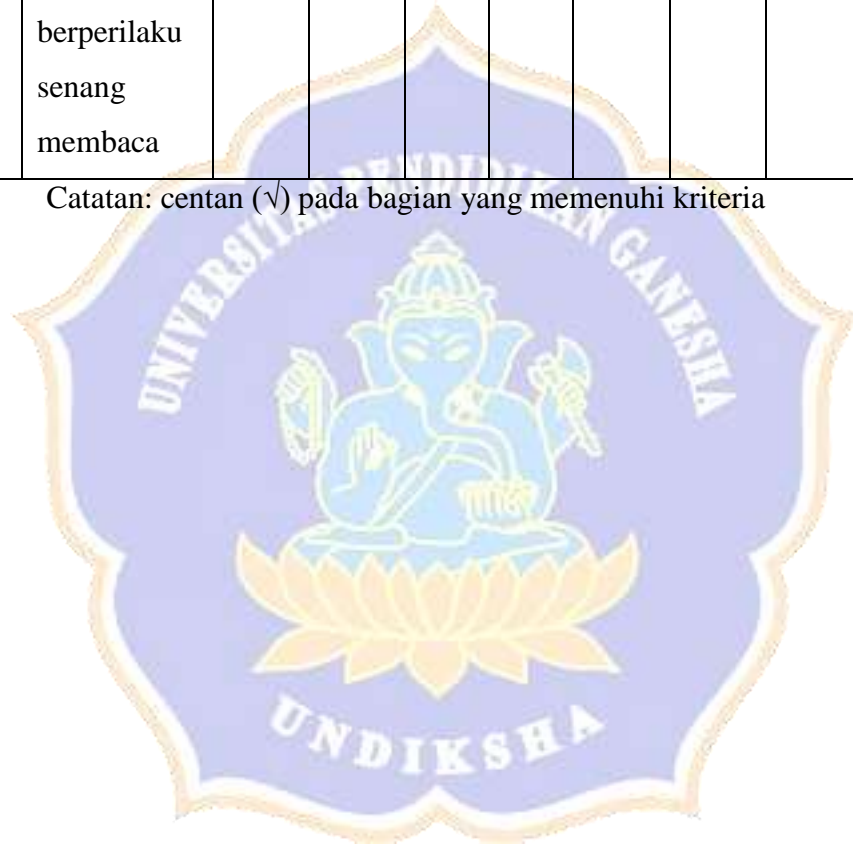 berperilaku
senang
membaca
Catatan: centan (√) pada bagian yang memenuhi kriteria
UNIVERSITAS PENDIDIKAN GANESHA
UNDIKSHA